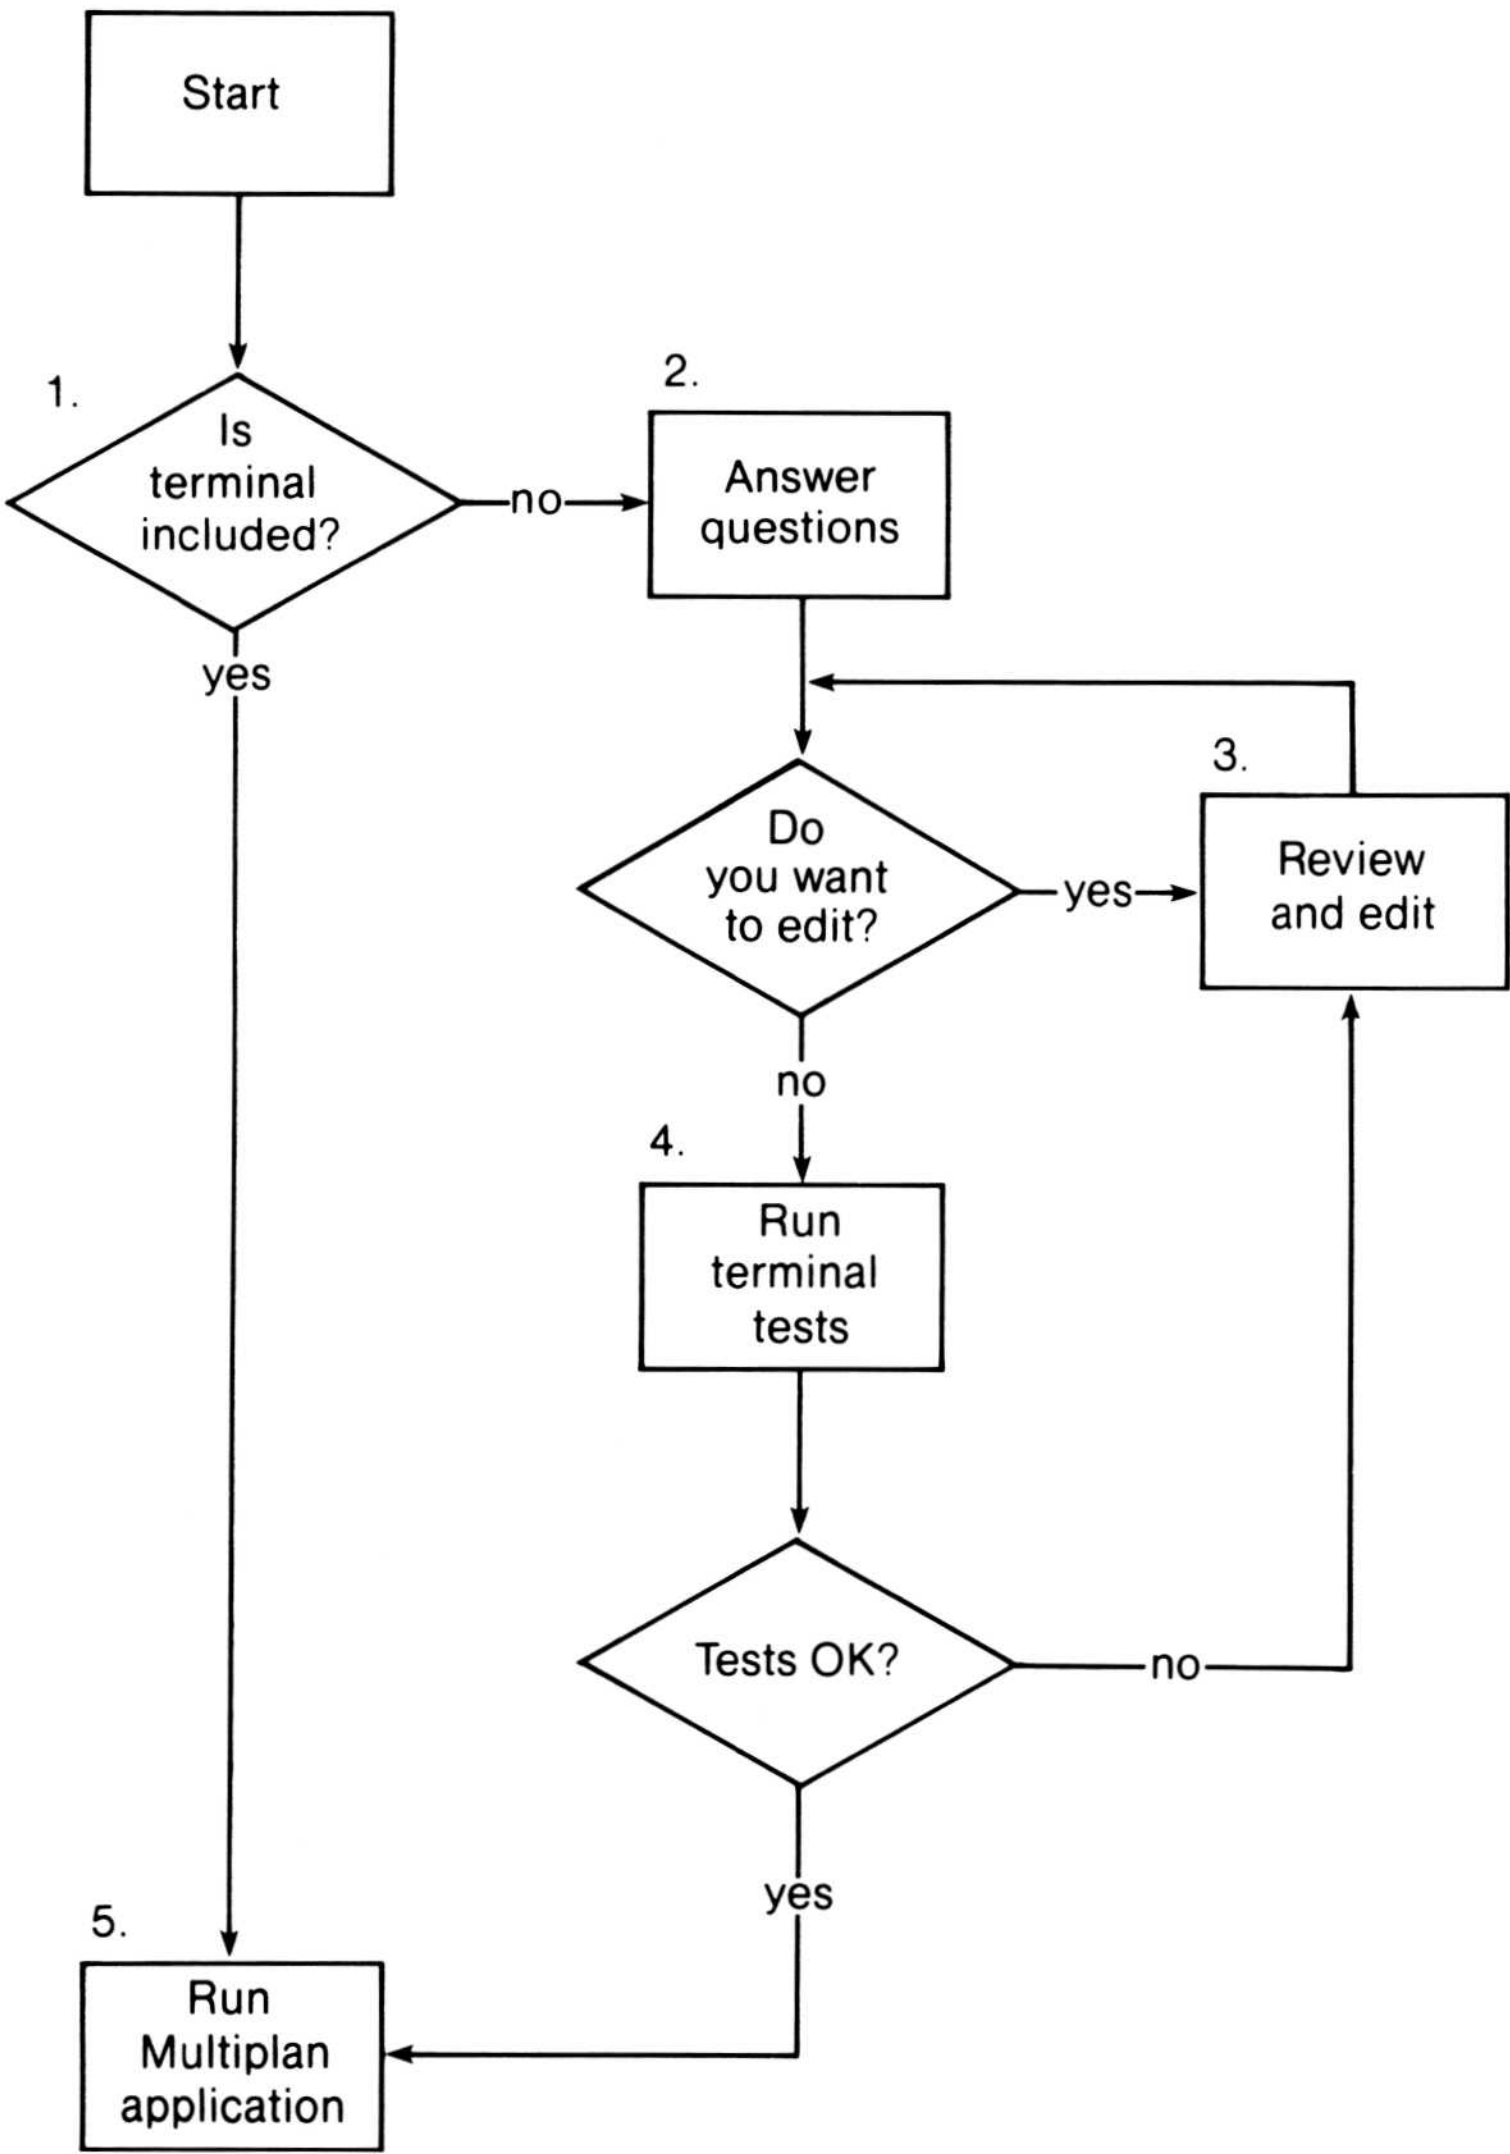 Start
1.
Is
terminal
included?
no
2.
Answer
questions
yes
Do
you want
to edit?
yes
3.
Review
and edit
no
4.
Run
terminal
tests
Tests OK?
no
yes
5.
Run
Multiplan
application